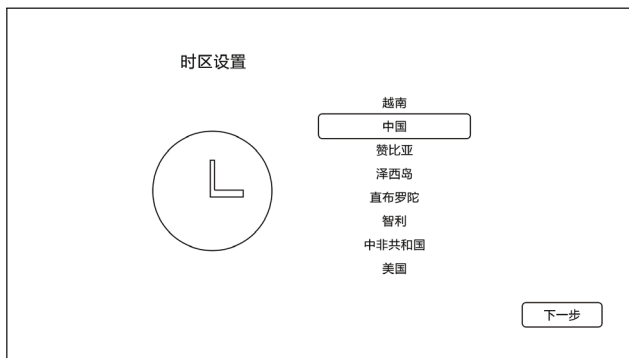 时区设置
越南
中国
赞比亚
泽西岛
直布罗陀
智利
中非共和国
美国
下一步